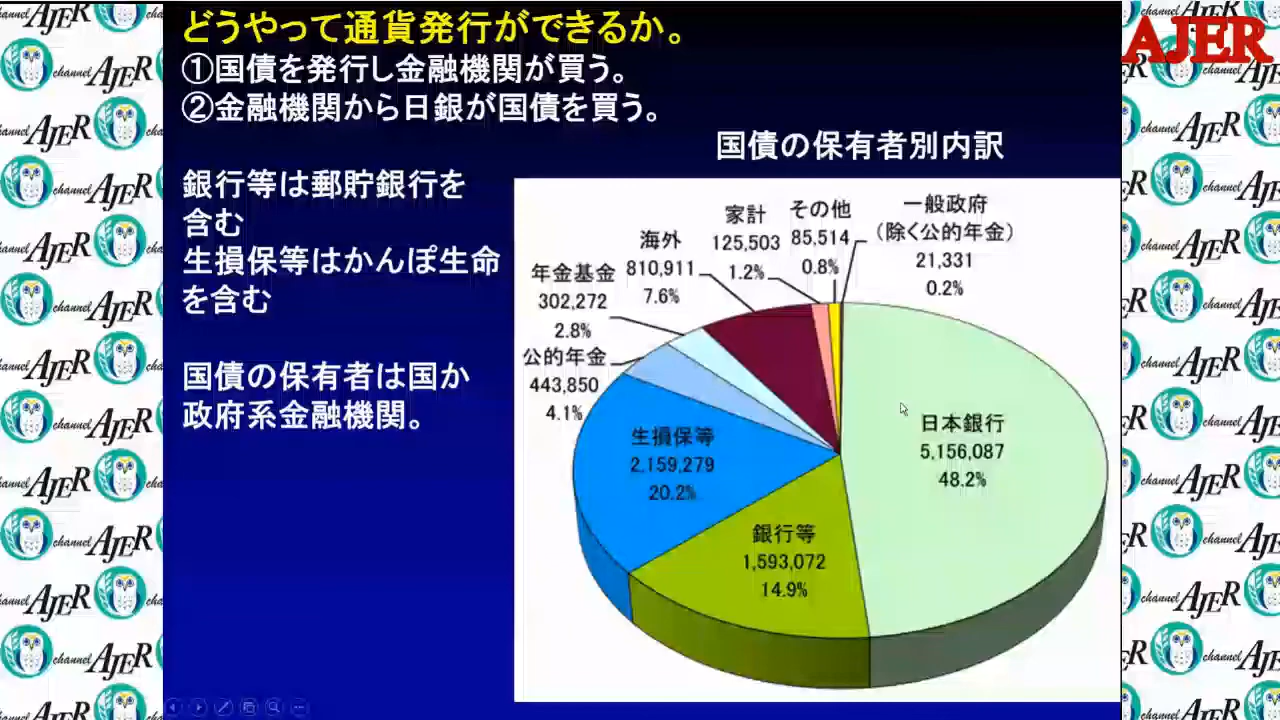 どうやって通貨発行ができるか。
①国債を発行し金融機関が買う。
②金融機関から日銀が国債を買う。
国債の保有者別内訳
銀行等は郵貯銀行を
含む
生損保等はかんぽ生命
を含む
国債の保有者は国か
政府系金融機関。
一般政府
(除く公的年金)
21,331
0.2%
その他
85,514
0.8%
家計
125,503
1.2%
海外
810,911
7.6%
年金基金
302,272
2.8%
公的年金
443,850
4.1%
生損保等
2,159,279
20.2%
銀行等
1,593,072
14.9%
日本銀行
5,156,087
48.2%
AJER
channel AJER